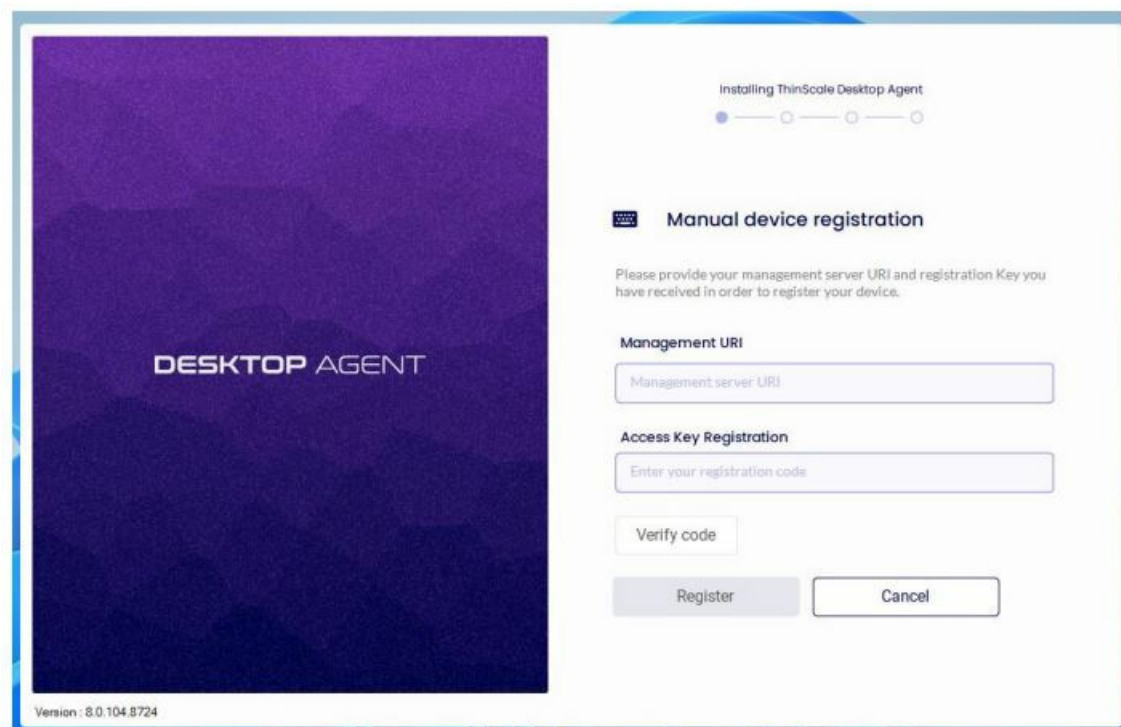 Installing ThinScale Desktop Agent
Manual device registration
Please provide your management server URI and registration Key you
have received in order to register your device.
DESKTOP AGENT
Management URI
Management server URI
Access Key Registration
Enter your registration code
Verify code
Register
Cancel
Version : 8.0.104.8724